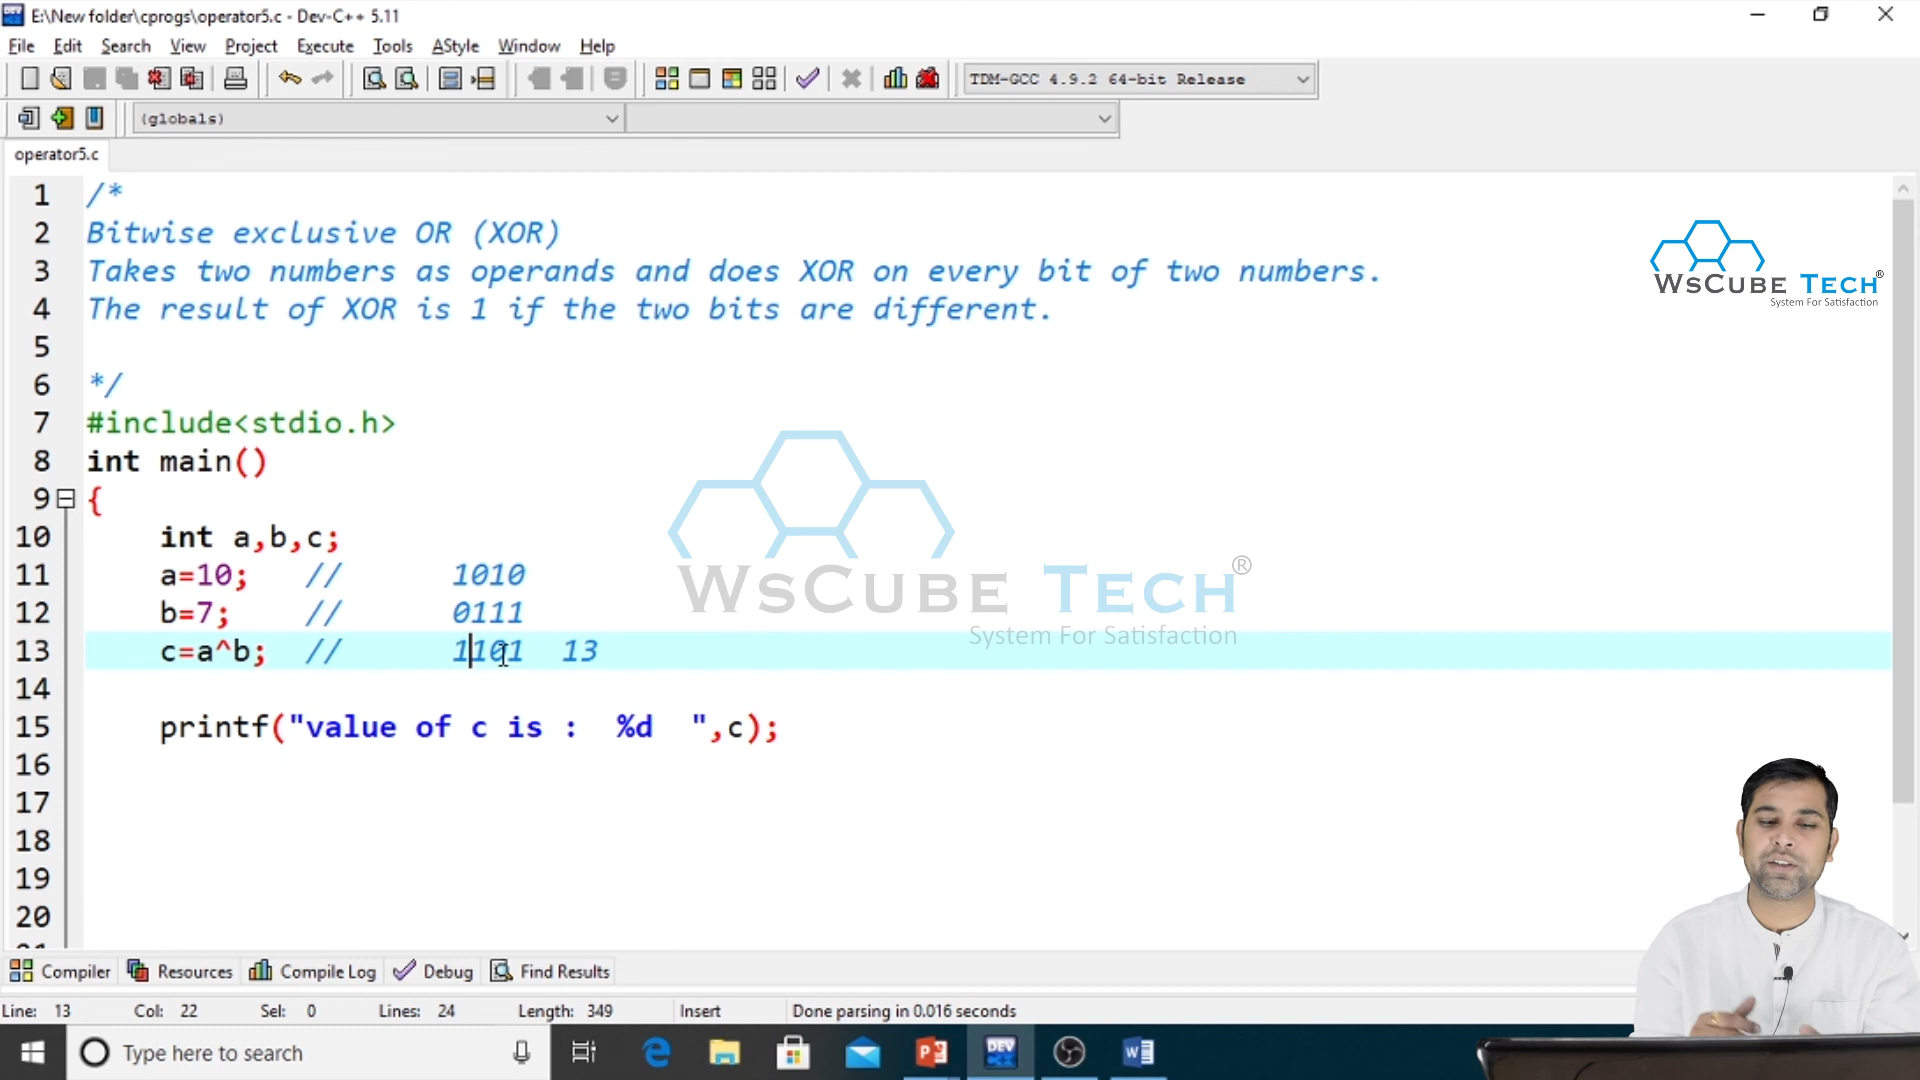 E:\New folder\cprogs\operator5.c - Dev-C++ 5.11
File Edit Search View Project Execute Tools AStyle Window Help
TDM-GCC 4.9.2 64-bit Release
(globals)
operator5.c
1 /*
2 Bitwise exclusive OR (XOR)
3 Takes two numbers as operands and does XOR on every bit of two numbers.
4 The result of XOR is 1 if the two bits are different.
5
6 */
7 #include<stdio.h>
8 int main()
9 {
10 int a,b,c;
11 a=10; // 1010
12 b=7; // 0111
13 c=a^b; // 1101 13
14
15 printf("value of c is : %d ",c);
16
17
18
19
20
WsCube Tech®
System For Satisfaction
WsCube Tech®
System For Satisfaction
Compiler Resources Compile Log Debug Find Results
Line: 13 Col: 22 Sel: 0 Lines: 24 Length: 349 Insert Done parsing in 0.016 seconds
Type here to search
DEV